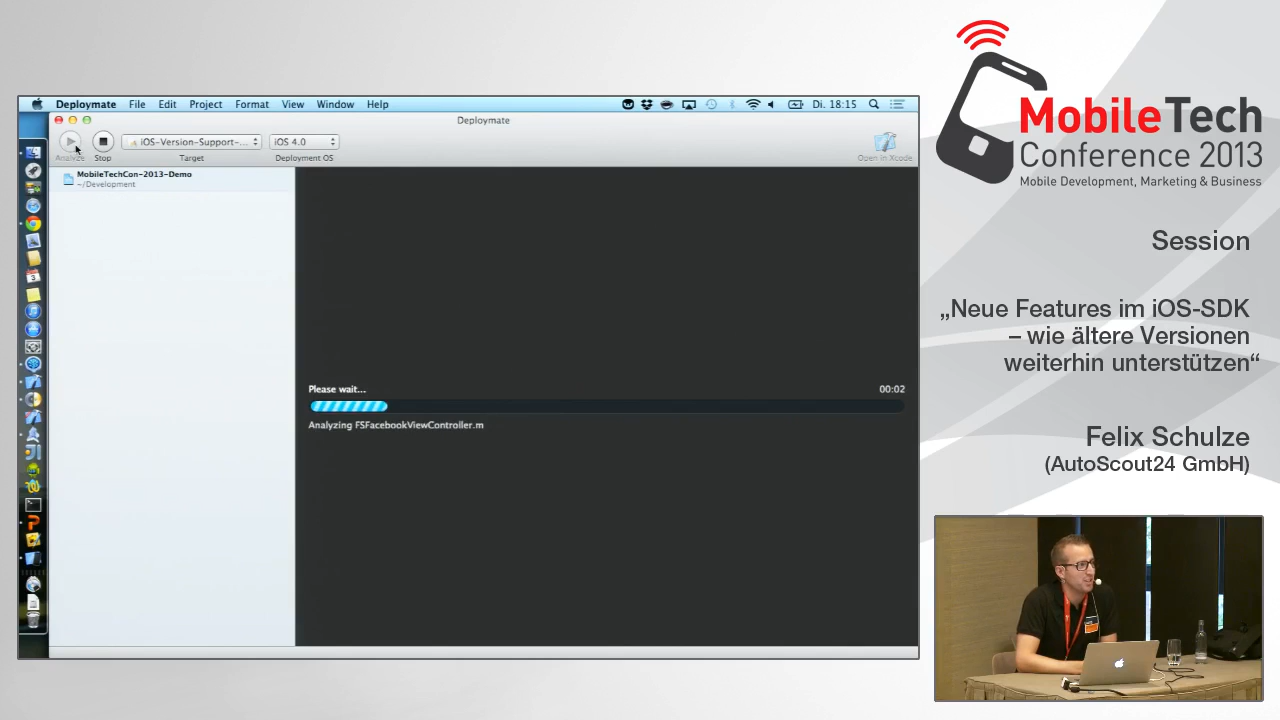 Deploymate File Edit Project Format View Window Help
Di. 18:15
Deploymate
iOS-Version-Support-...
iOS 4.0
Analyze
Stop
Target
Deployment OS
Open in Xcode
MobileTechCon-2013-Demo
~/Development
Please wait...
00:02
Analyzing FSFacebookViewController.m
MobileTech
Conference 2013
Mobile Development, Marketing & Business
Session
„Neue Features im iOS-SDK
– wie ältere Versionen
weiterhin unterstützen“
Felix Schulze
(AutoScout24 GmbH)